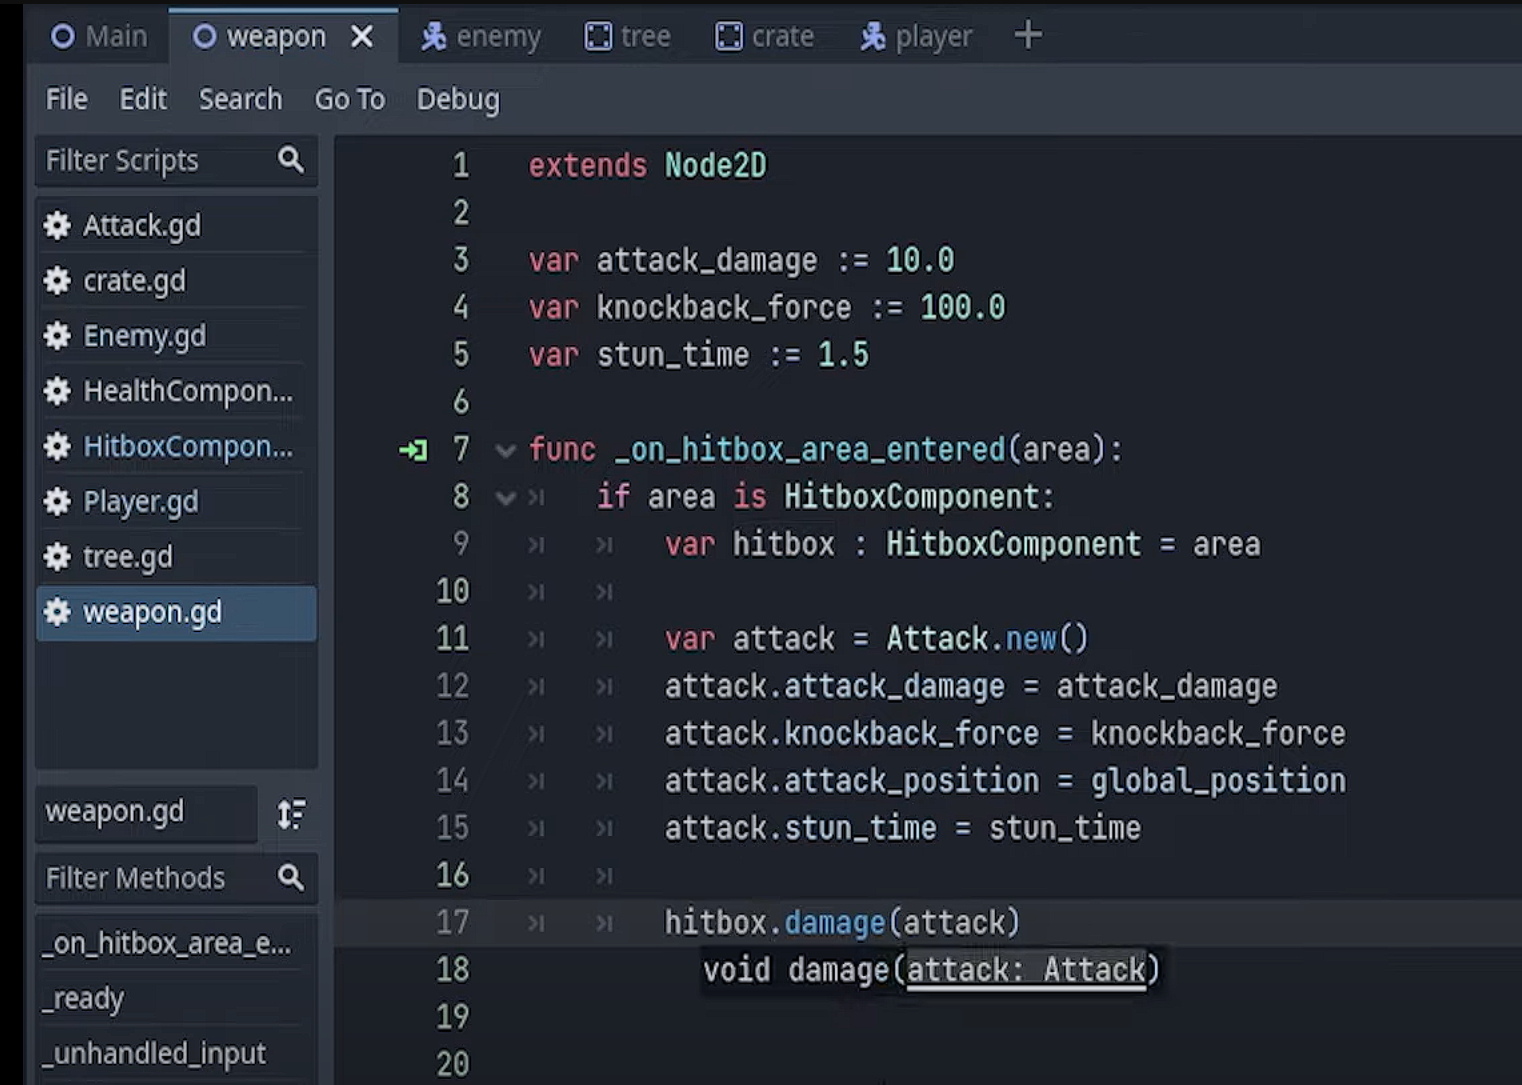 Main weapon enemy tree crate player
File Edit Search Go To Debug
Filter Scripts
Attack.gd
crate.gd
Enemy.gd
HealthCompon...
HitboxCompon...
Player.gd
tree.gd
weapon.gd
weapon.gd
Filter Methods
_on_hitbox_area_e...
_ready
_unhandled_input
1 extends Node2D
2
3 var attack_damage := 10.0
4 var knockback_force := 100.0
5 var stun_time := 1.5
6
7 func _on_hitbox_area_entered(area):
8 if area is HitboxComponent:
9 var hitbox : HitboxComponent = area
10
11 var attack = Attack.new()
12 attack.attack_damage = attack_damage
13 attack.knockback_force = knockback_force
14 attack.attack_position = global_position
15 attack.stun_time = stun_time
16
17 hitbox.damage(attack)
18 void damage(attack: Attack)
19
20